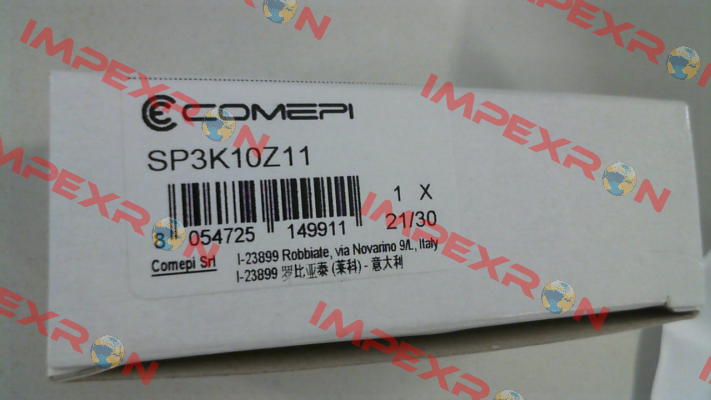 COMEPI
SP3K10Z11
8 054725 149911
1 X
21/30
Comepi Srl
I-23899 Robbiate, via Novarino 9/L, Italy
I-23899 罗比亚泰 (莱科) - 意大利
IMPEXRON
IMPEXRON
IMPEXRON
IMPEXRON
IMPEXRON
IMPEXRON